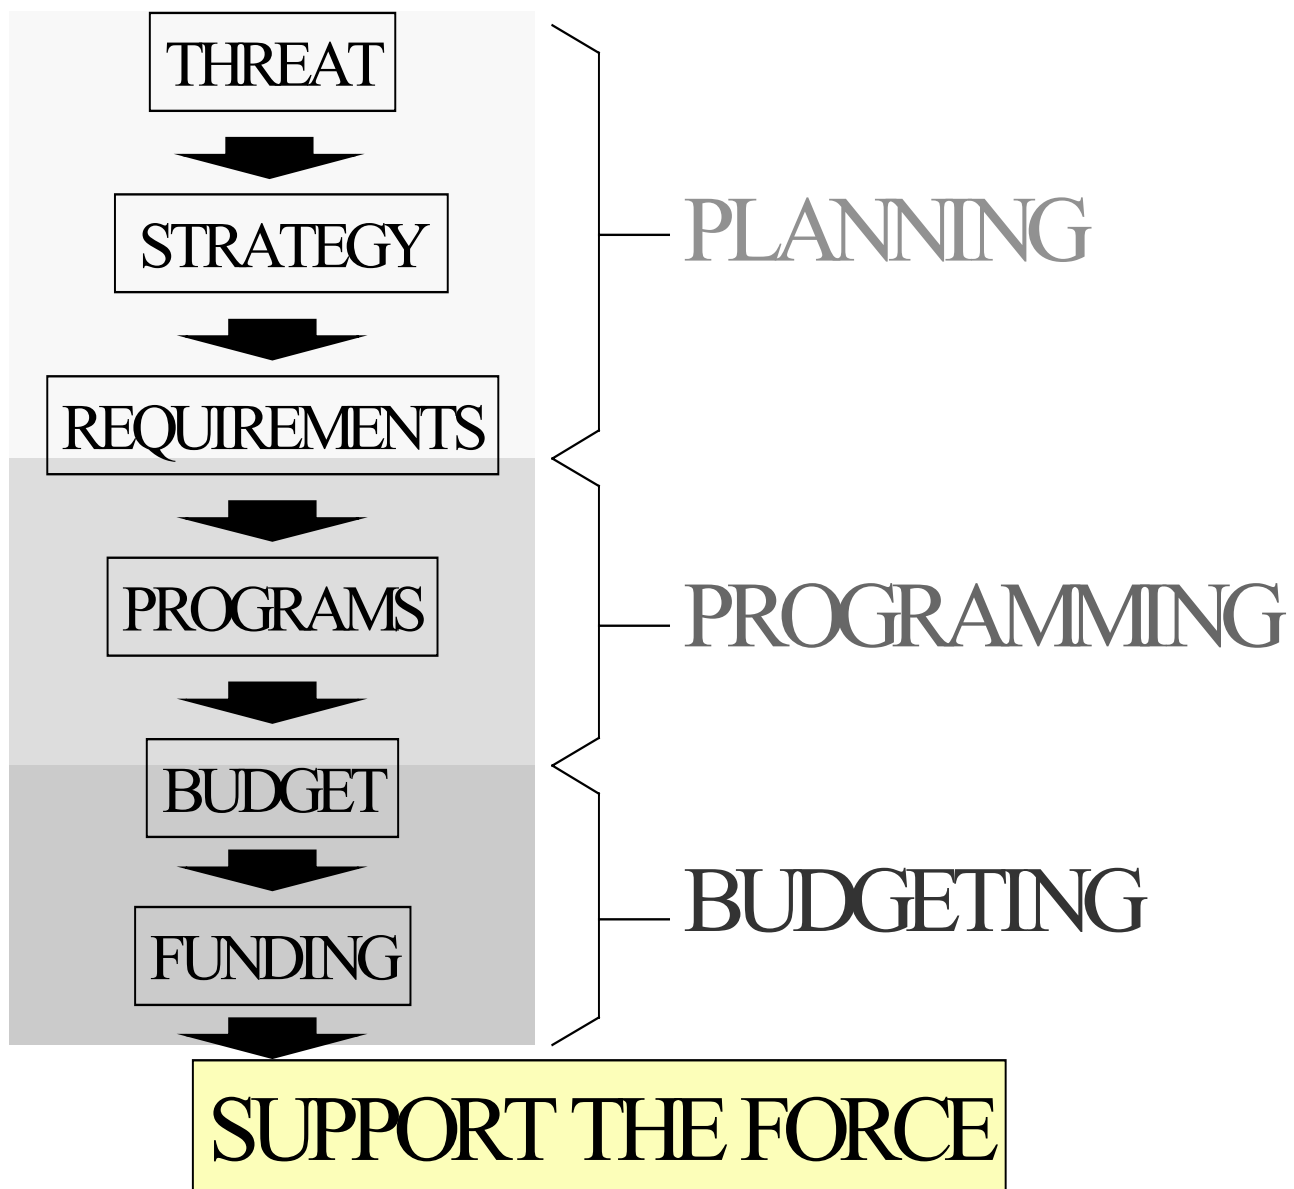 THREAT
STRATEGY
PLANNING
REQUIREMENTS
PROGRAMS
PROGRAMMING
BUDGET
BUDGETING
FUNDING
SUPPORT THE FORCE